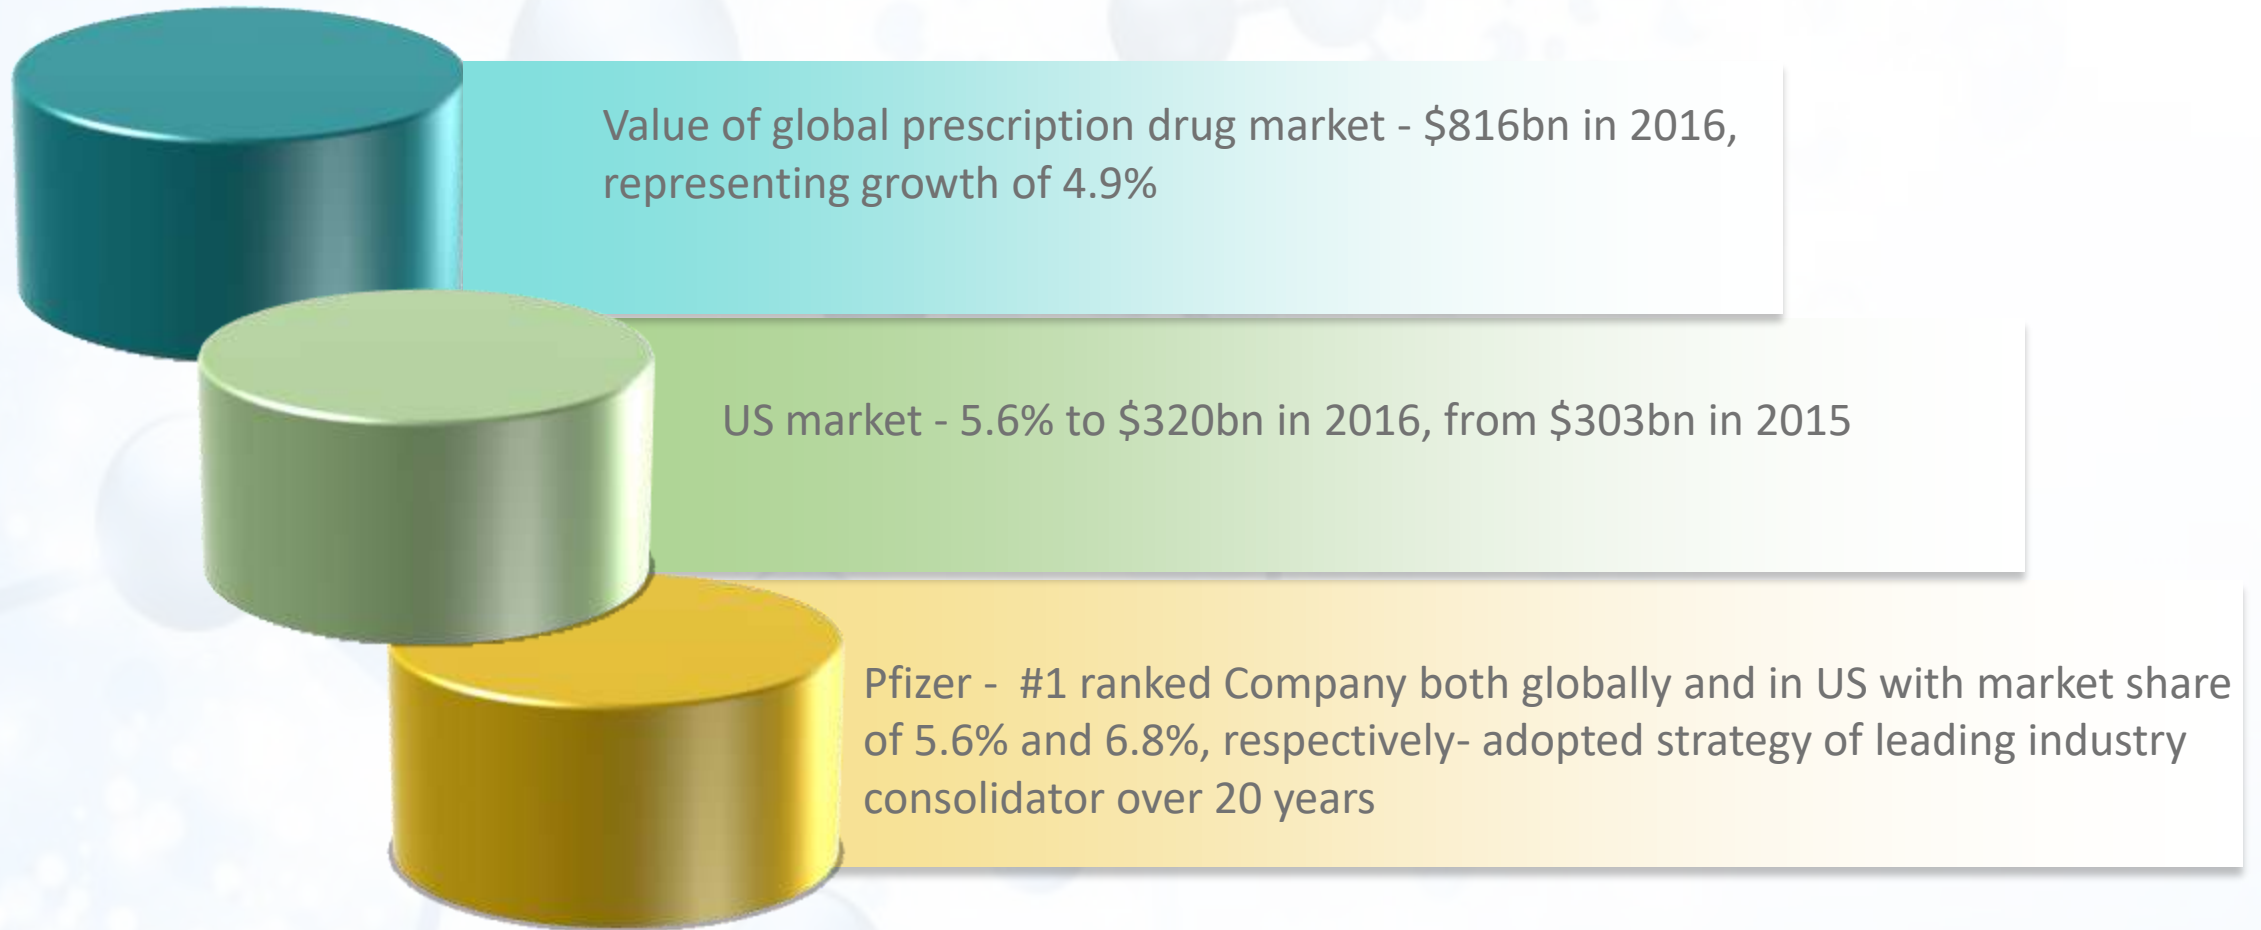 Value of global prescription drug market - $816bn in 2016,
representing growth of 4.9%
US market - 5.6% to $320bn in 2016, from $303bn in 2015
Pfizer -  #1 ranked Company both globally and in US with market share
of 5.6% and 6.8%, respectively- adopted strategy of leading industry
consolidator over 20 years